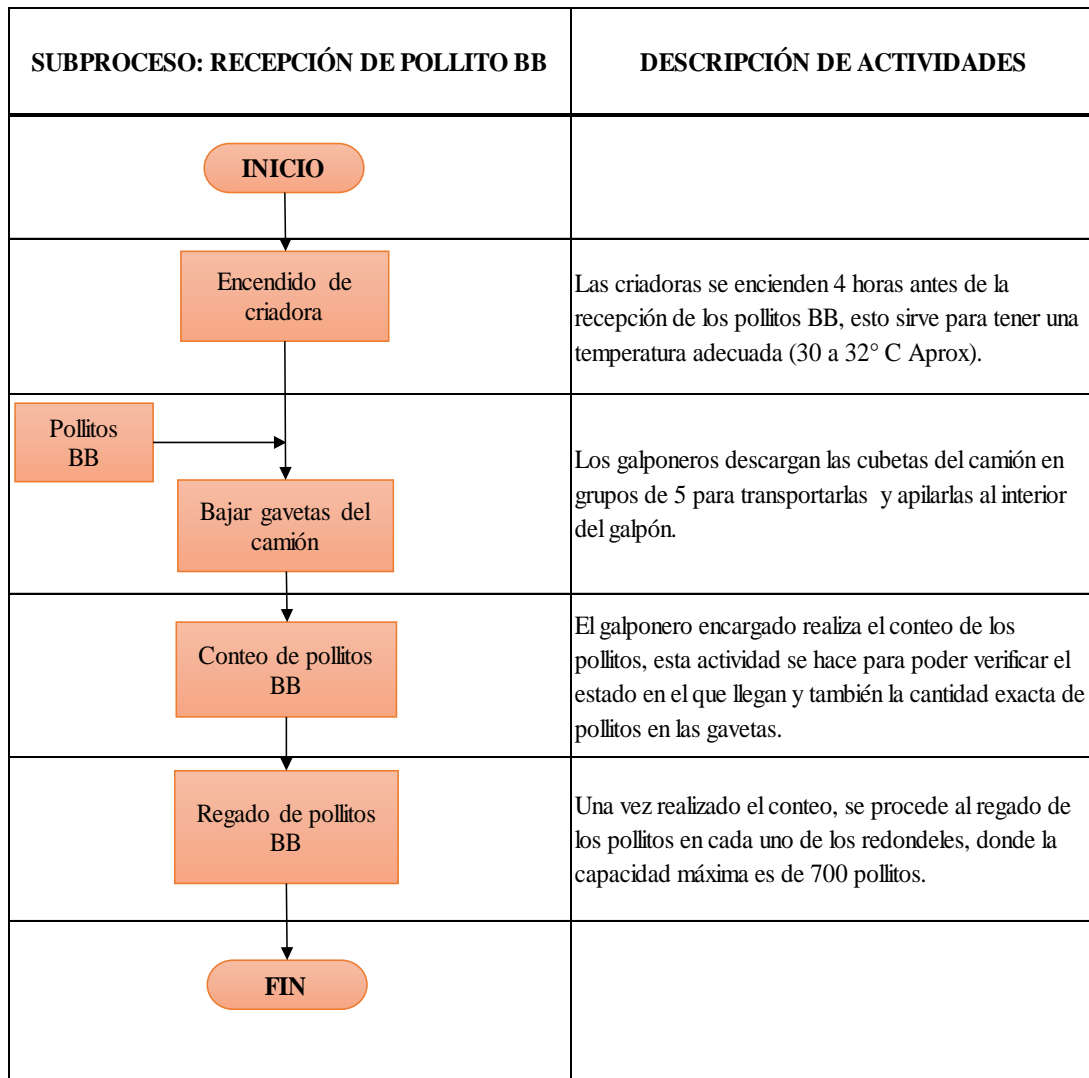 SUBPROCESO: RECEPCIÓN DE POLLITO BB
DESCRIPCIÓN DE ACTIVIDADES
INICIO
Encendido de
criadora
Las criadoras se encienden 4 horas antes de la
recepción de los pollitos BB, esto sirve para tener una
temperatura adecuada (30 a 32° C Aprox).
Pollitos
BB
Bajar gavetas del
camión
Los galponeros descargan las cubetas del camión en
grupos de 5 para transportarlas y apilarlas al interior
del galpón.
Conteo de pollitos
BB
El galponero encargado realiza el conteo de los
pollitos, esta actividad se hace para poder verificar el
estado en el que llegan y también la cantidad exacta de
pollitos en las gavetas.
Regado de pollitos
BB
Una vez realizado el conteo, se procede al regado de
los pollitos en cada uno de los redondeles, donde la
capacidad máxima es de 700 pollitos.
FIN